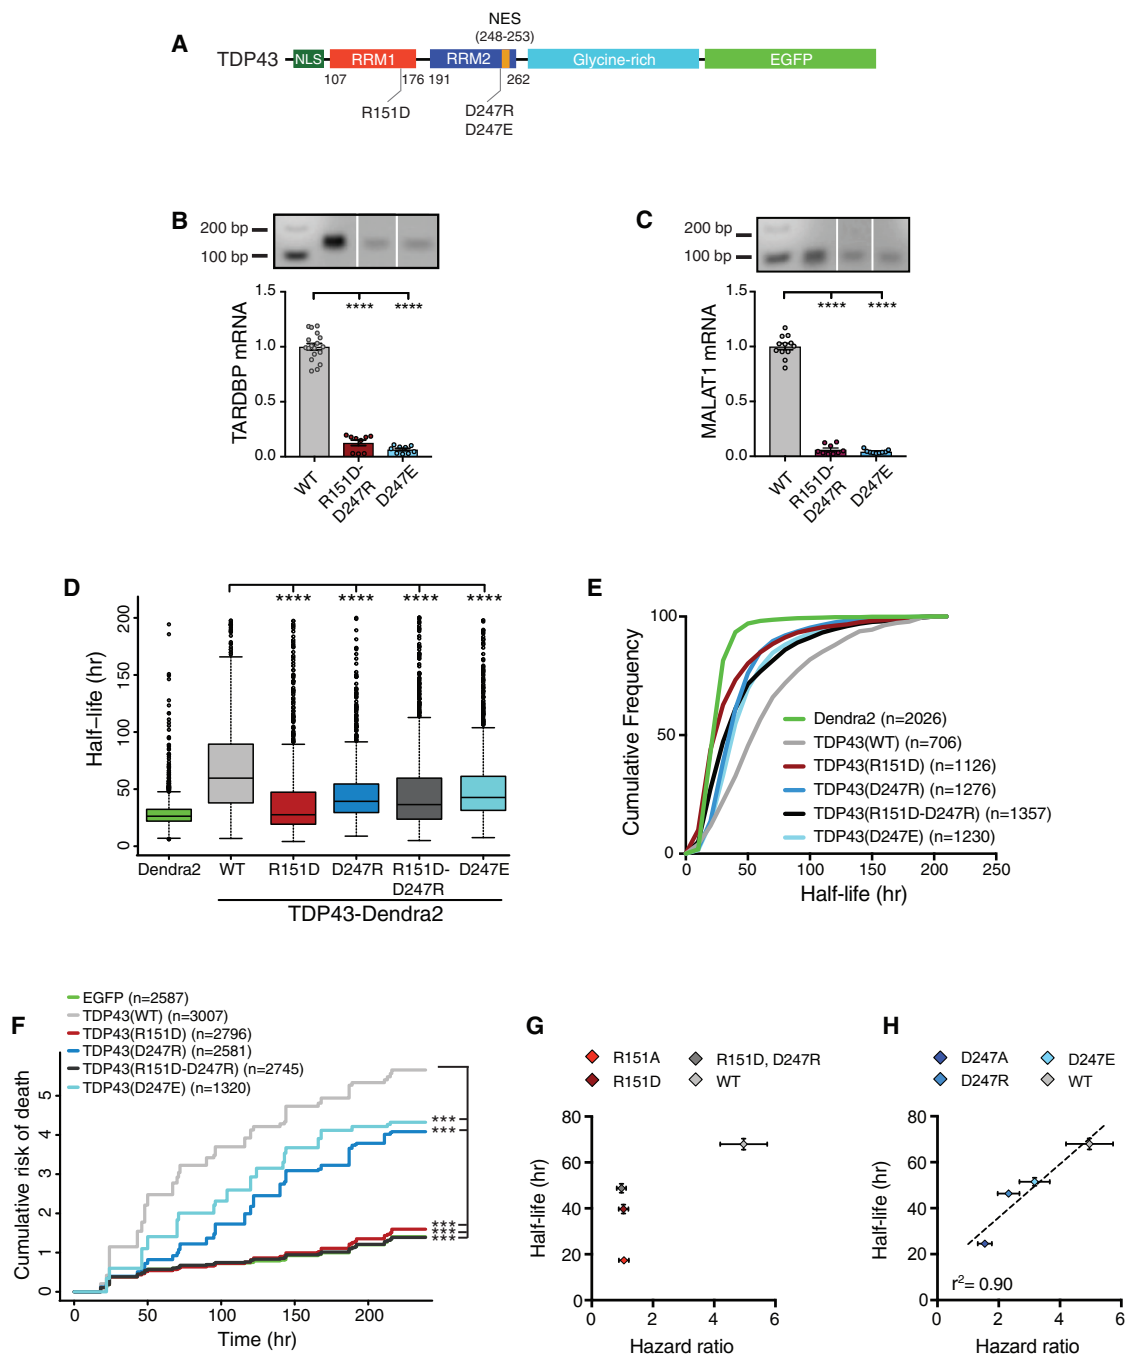 A
NES
(248-253)
TDP43
NLS
RRM1
RRM2
Glycine-rich
EGFP
107
176
191
262
R151D
D247R
D247E
B
200 bp
100 bp
TARDBP mRNA
1.5
1.0
0.5
0.0
****
****
WT
R151D-
D247R
D247E
C
200 bp
100 bp
MALAT1 mRNA
1.5
1.0
0.5
0.0
****
****
WT
R151D-
D247R
D247E
D
Half–life (hr)
200
150
100
50
0
****
****
****
****
Dendra2
WT
R151D
D247R
R151D-
D247R
D247E
TDP43-Dendra2
E
Cumulative Frequency
100
50
0
Dendra2 (n=2026)
TDP43(WT) (n=706)
TDP43(R151D) (n=1126)
TDP43(D247R) (n=1276)
TDP43(R151D-D247R) (n=1357)
TDP43(D247E) (n=1230)
0
50
100
150
200
250
Half-life (hr)
F
EGFP (n=2587)
TDP43(WT) (n=3007)
TDP43(R151D) (n=2796)
TDP43(D247R) (n=2581)
TDP43(R151D-D247R) (n=2745)
TDP43(D247E) (n=1320)
Cumulative risk of death
5
4
3
2
1
0
***
***
***
***
***
0
50
100
150
200
Time (hr)
G
R151A
R151D
R151D, D247R
WT
Half-life (hr)
80
60
40
20
0
0
2
4
6
Hazard ratio
H
D247A
D247R
D247E
WT
Half-life (hr)
80
60
40
20
0
r²= 0.90
0
2
4
6
Hazard ratio